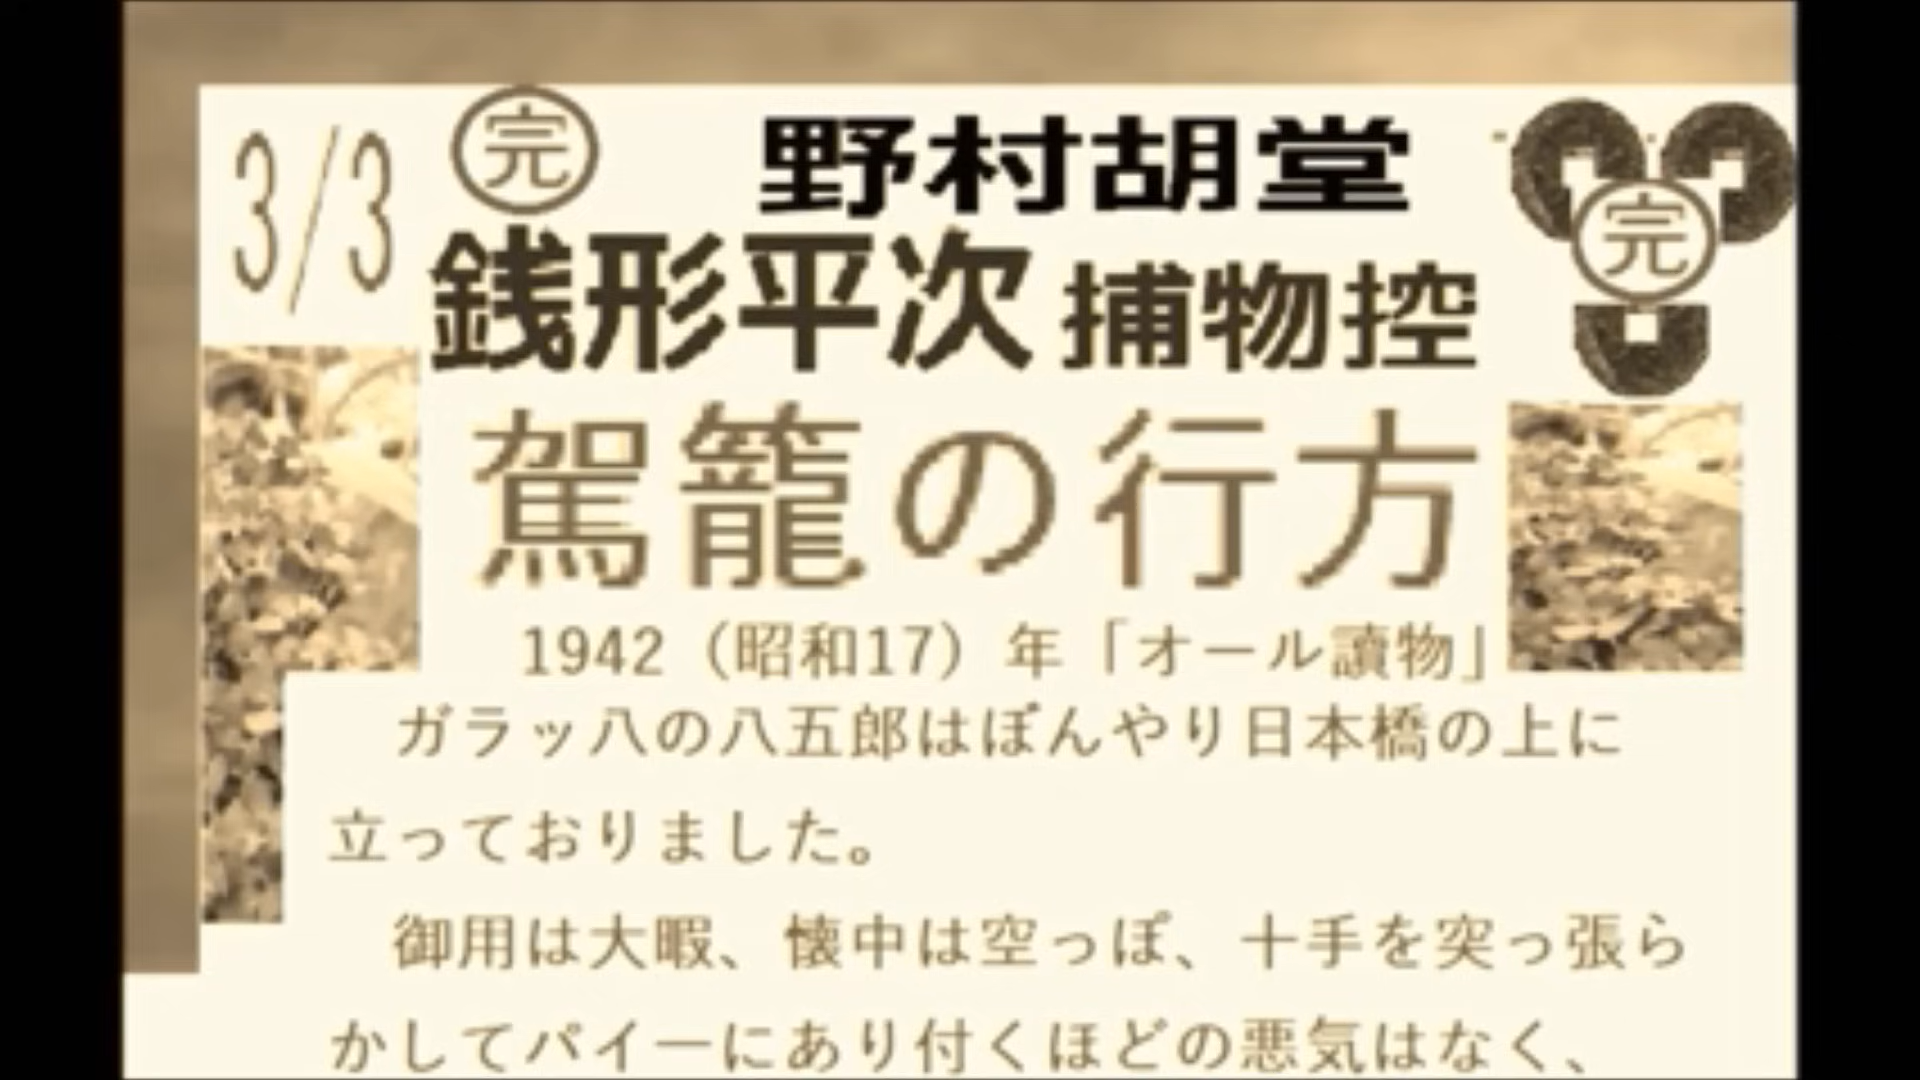 3/3
完
野村胡堂
完
銭形平次 捕物控
駕籠の行方
1942（昭和17）年「オール讀物」
ガラッ八の八五郎はぼんやり日本橋の上に
立っておりました。
御用は大暇、懐中は空っぽ、十手を突っ張ら
かしてパイ一にあり付くほどの悪気はなく、